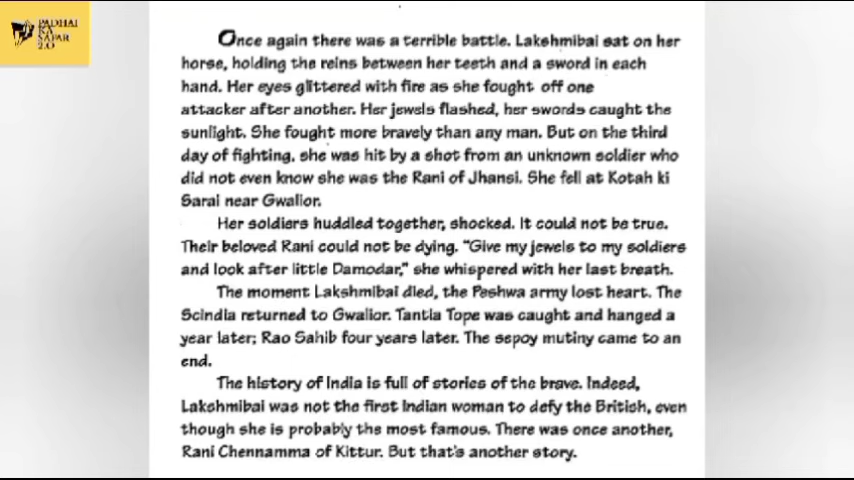 PADHAI
KA
SAFAR
2.O
Once again there was a terrible battle. Lakshmibai sat on her
horse, holding the reins between her teeth and a sword in each
hand. Her eyes glittered with fire as she fought off one
attacker after another. Her jewels flashed, her swords caught the
sunlight. She fought more bravely than any man. But on the third
day of fighting, she was hit by a shot from an unknown soldier who
did not even know she was the Rani of Jhansi. She fell at Kotah ki
Sarai near Gwalior.
Her soldiers huddled together, shocked. It could not be true.
Their beloved Rani could not be dying. "Give my jewels to my soldiers
and look after little Damodar," she whispered with her last breath.
The moment Lakshmibai died, the Peshwa army lost heart. The
Scindia returned to Gwalior. Tantia Tope was caught and hanged a
year later; Rao Sahib four years later. The sepoy mutiny came to an
end.
The history of India is full of stories of the brave. Indeed,
Lakshmibai was not the first Indian woman to defy the British, even
though she is probably the most famous. There was once another,
Rani Chennamma of Kittur. But that's another story.